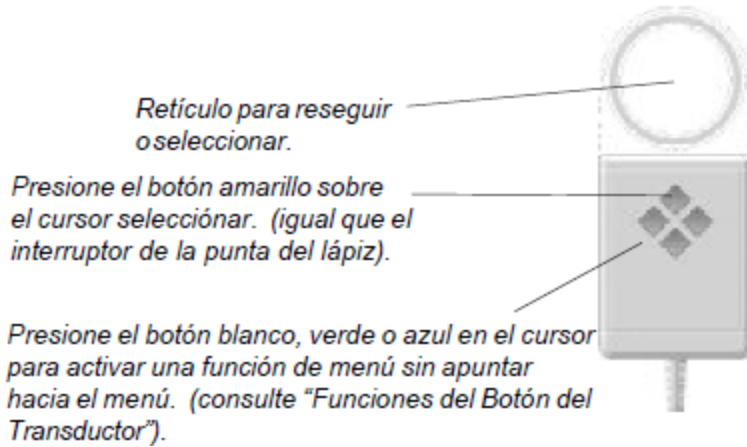 Retículo para reseguir
o seleccionar.
Presione el botón amarillo sobre
el cursor selecciónar. (igual que el
interruptor de la punta del lápiz).
Presione el botón blanco, verde o azul en el cursor
para activar una función de menú sin apuntar
hacia el menú. (consulte “Funciones del Botón del
Transductor”).